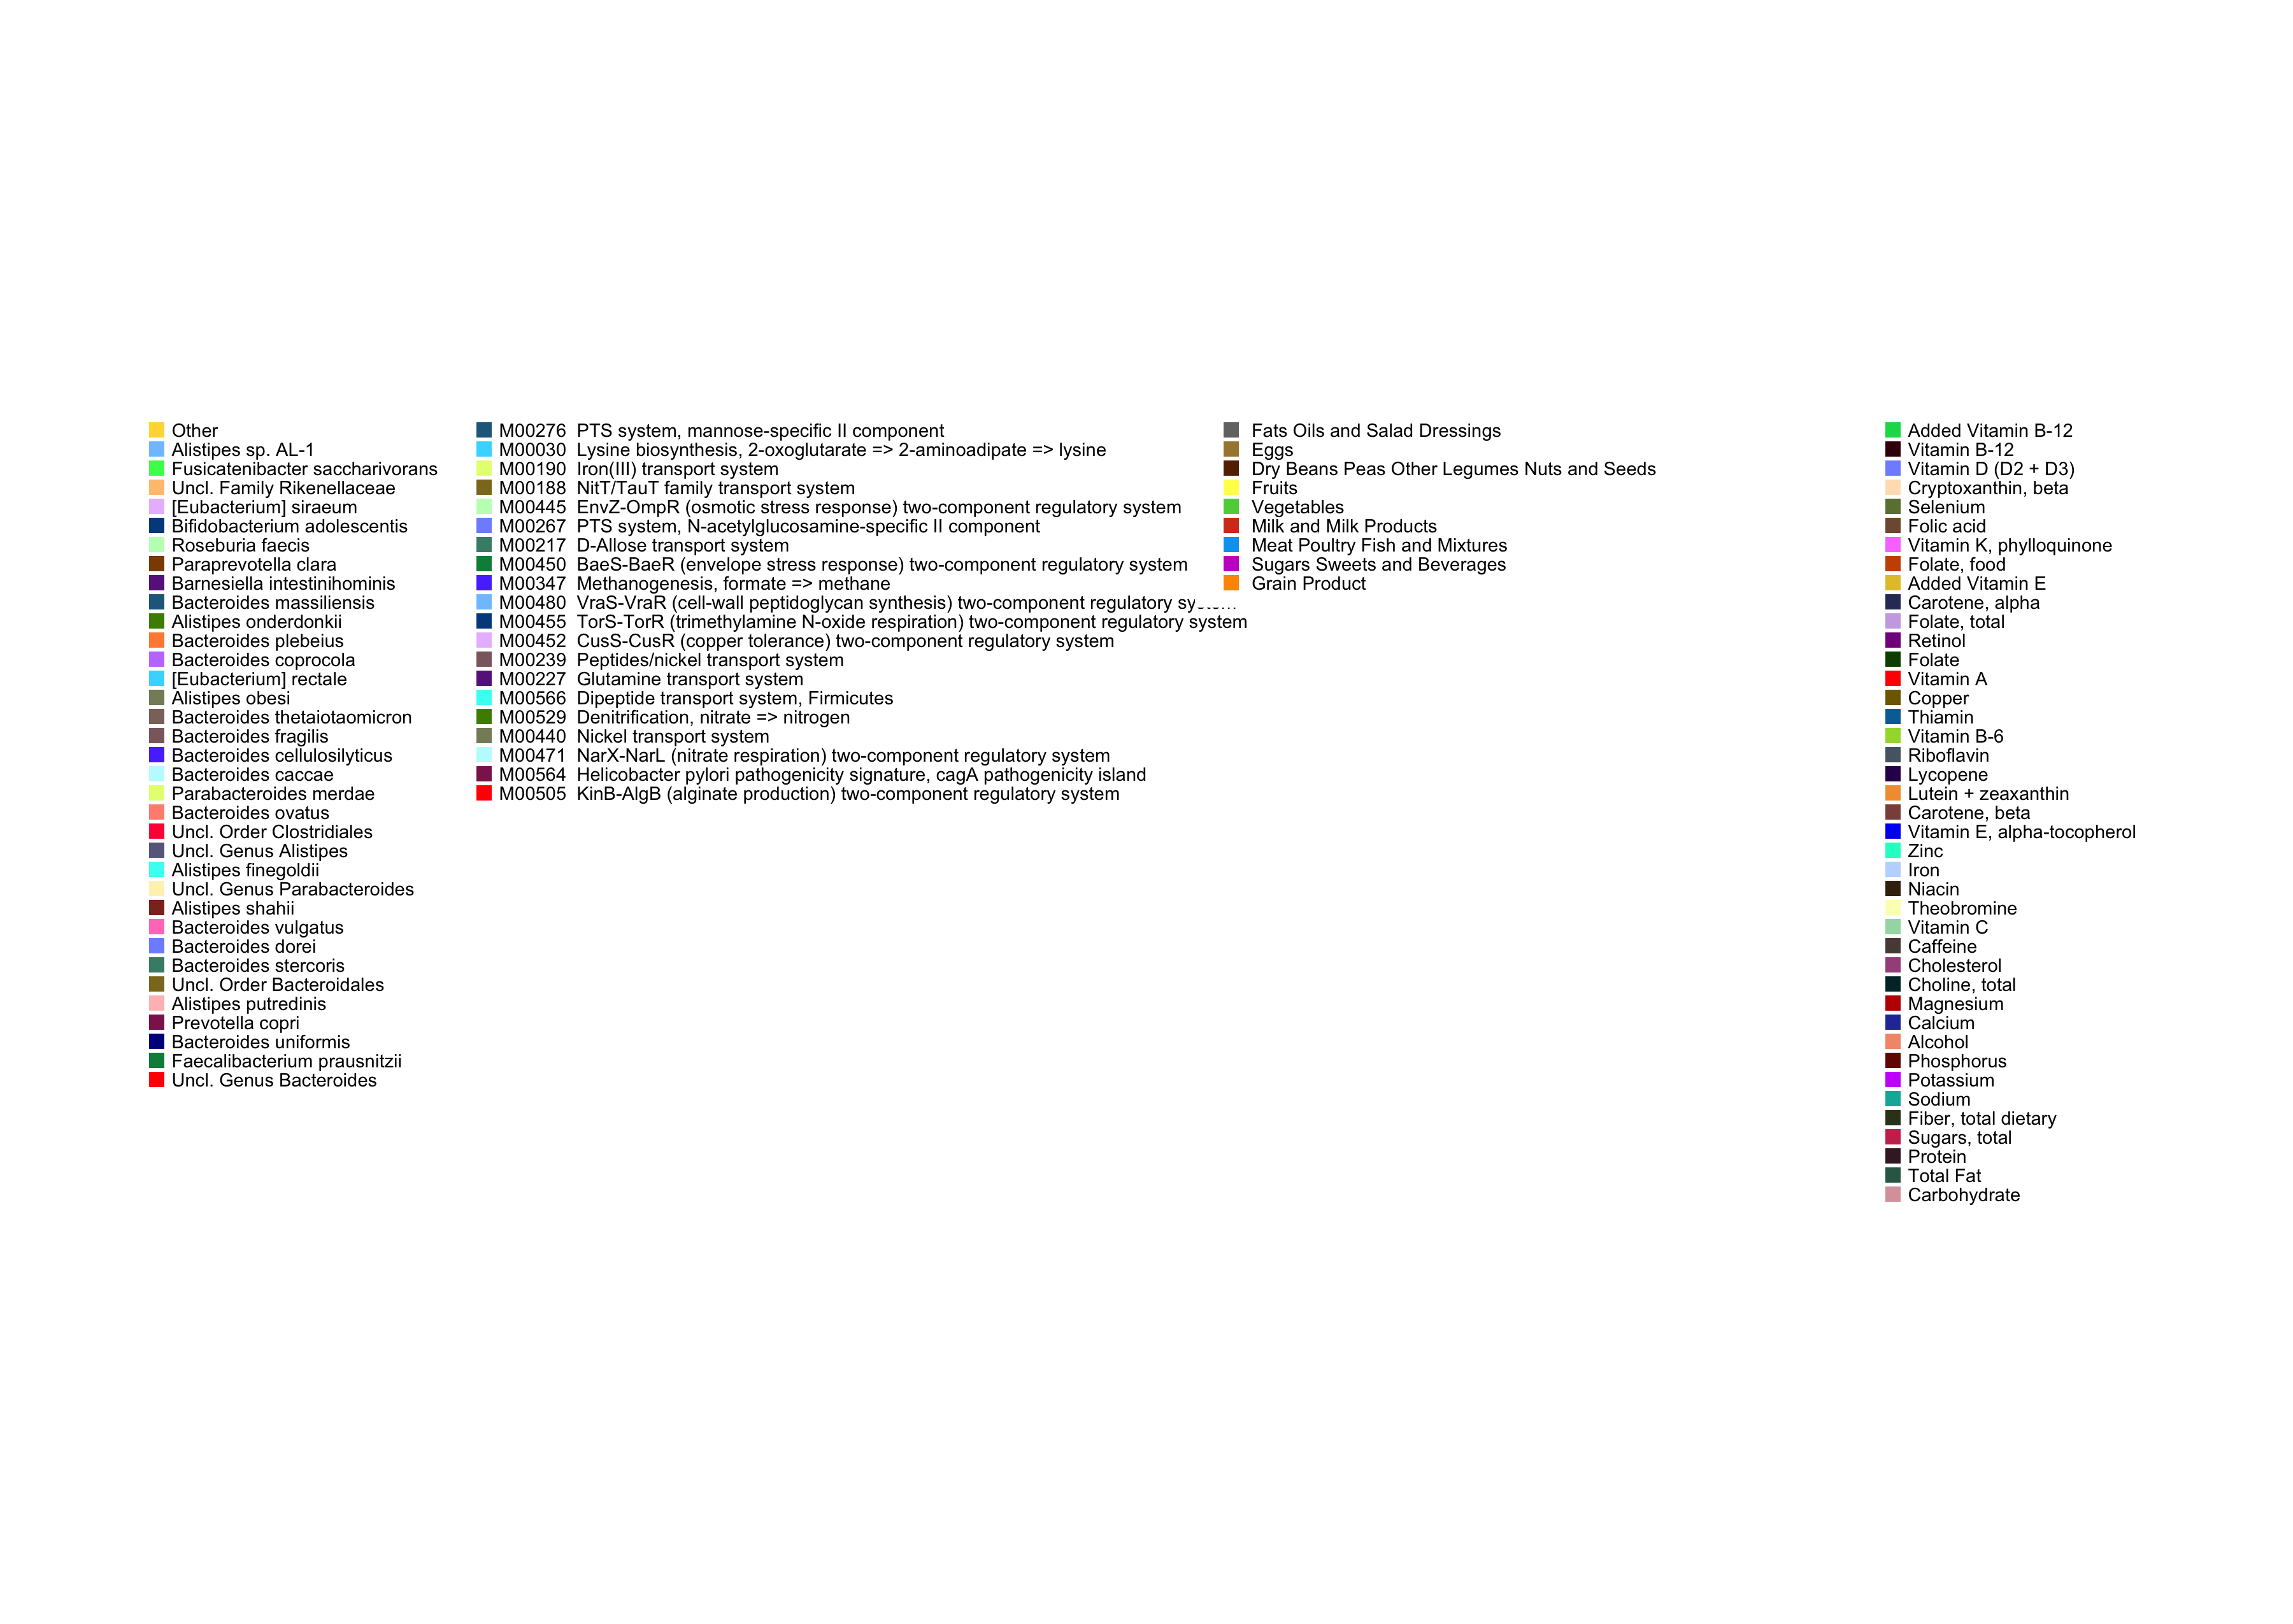 Other
Alistipes sp. AL-1
Fusicatenibacter saccharivorans
Uncl. Family Rikenellaceae
[Eubacterium] siraeum
Bifidobacterium adolescentis
Roseburia faecis
Paraprevotella clara
Barnesiella intestinihominis
Bacteroides massiliensis
Alistipes onderdonkii
Bacteroides plebeius
Bacteroides coprocola
[Eubacterium] rectale
Alistipes obesi
Bacteroides thetaiotaomicron
Bacteroides fragilis
Bacteroides cellulosilyticus
Bacteroides caccae
Parabacteroides merdae
Bacteroides ovatus
Uncl. Order Clostridiales
Uncl. Genus Alistipes
Alistipes finegoldii
Uncl. Genus Parabacteroides
Alistipes shahii
Bacteroides vulgatus
Bacteroides dorei
Bacteroides stercoris
Uncl. Order Bacteroidales
Alistipes putredinis
Prevotella copri
Bacteroides uniformis
Faecalibacterium prausnitzii
Uncl. Genus Bacteroides
M00276 PTS system, mannose-specific II component
M00030 Lysine biosynthesis, 2-oxoglutarate => 2-aminoadipate => lysine
M00190 Iron(III) transport system
M00188 NitT/TauT family transport system
M00445 EnvZ-OmpR (osmotic stress response) two-component regulatory system
M00267 PTS system, N-acetylglucosamine-specific II component
M00217 D-Allose transport system
M00450 BaeS-BaeR (envelope stress response) two-component regulatory system
M00347 Methanogenesis, formate => methane
M00480 VraS-VraR (cell-wall peptidoglycan synthesis) two-component regulatory system
M00455 TorS-TorR (trimethylamine N-oxide respiration) two-component regulatory system
M00452 CusS-CusR (copper tolerance) two-component regulatory system
M00239 Peptides/nickel transport system
M00227 Glutamine transport system
M00566 Dipeptide transport system, Firmicutes
M00529 Denitrification, nitrate => nitrogen
M00440 Nickel transport system
M00471 NarX-NarL (nitrate respiration) two-component regulatory system
M00564 Helicobacter pylori pathogenicity signature, cagA pathogenicity island
M00505 KinB-AlgB (alginate production) two-component regulatory system
Fats Oils and Salad Dressings
Eggs
Dry Beans Peas Other Legumes Nuts and Seeds
Fruits
Vegetables
Milk and Milk Products
Meat Poultry Fish and Mixtures
Sugars Sweets and Beverages
Grain Product
Added Vitamin B-12
Vitamin B-12
Vitamin D (D2 + D3)
Cryptoxanthin, beta
Selenium
Folic acid
Vitamin K, phylloquinone
Folate, food
Added Vitamin E
Carotene, alpha
Folate, total
Retinol
Folate
Vitamin A
Copper
Thiamin
Vitamin B-6
Riboflavin
Lycopene
Lutein + zeaxanthin
Carotene, beta
Vitamin E, alpha-tocopherol
Zinc
Iron
Niacin
Theobromine
Vitamin C
Caffeine
Cholesterol
Choline, total
Magnesium
Calcium
Alcohol
Phosphorus
Potassium
Sodium
Fiber, total dietary
Sugars, total
Protein
Total Fat
Carbohydrate